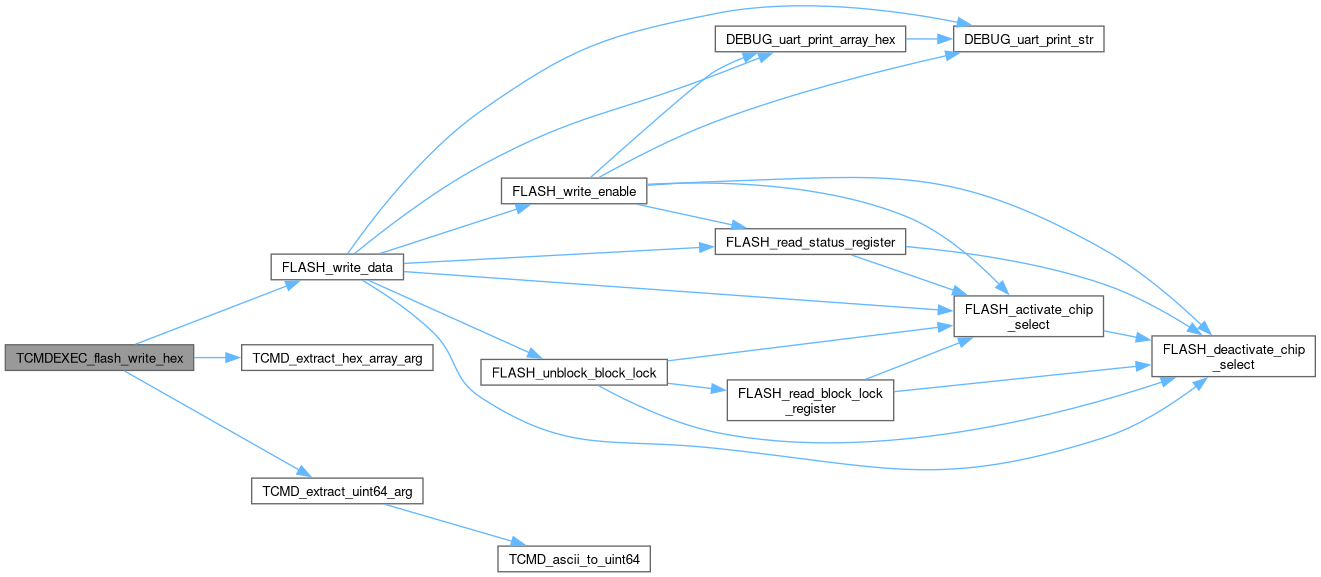 DEBUG_uart_print_array_hex
DEBUG_uart_print_str
FLASH_write_enable
FLASH_read_status_register
FLASH_write_data
FLASH_activate_chip
_select
FLASH_deactivate_chip
_select
TCMDEXEC_flash_write_hex
TCMD_extract_hex_array_arg
FLASH_unblock_block_lock
FLASH_read_block_lock
_register
TCMD_extract_uint64_arg
TCMD_ascii_to_uint64